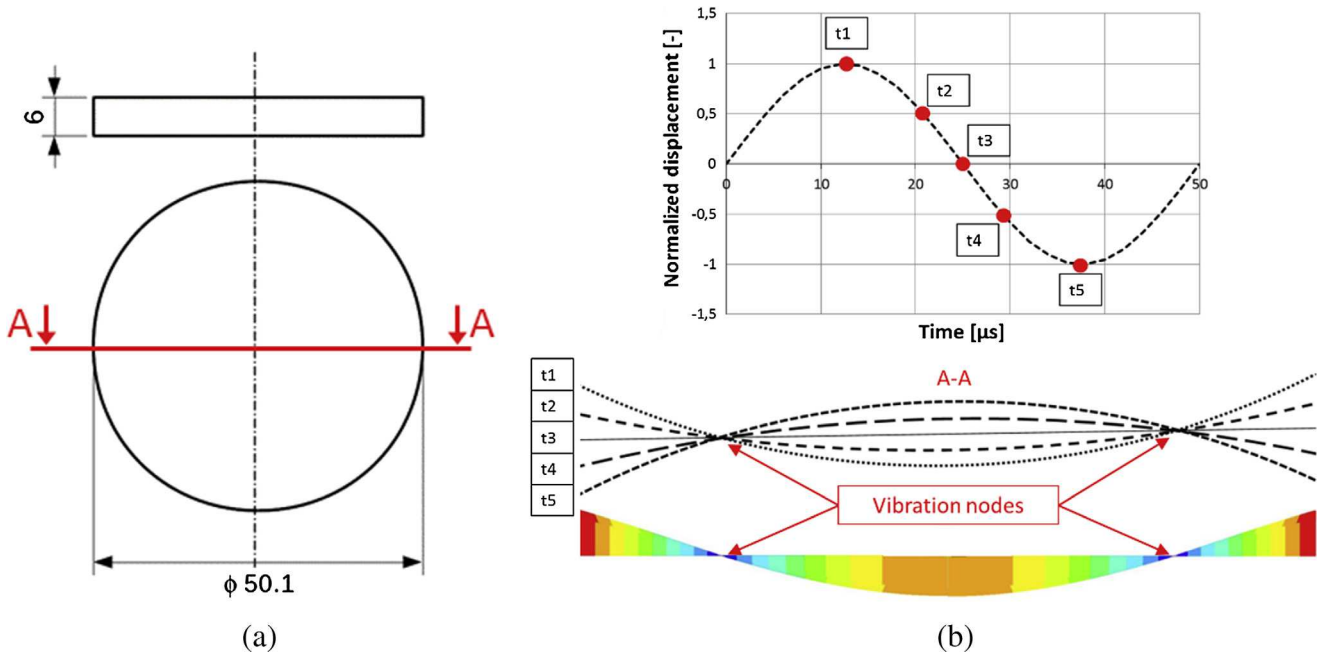 6
A A
ϕ 50.1
(a)
Normalized displacement [-]
1,5
1
0,5
0
-0,5
-1
-1,5
0 10 20 30 40 50
t1
t2
t3
t4
t5
Time [µs]
t1
t2
t3
t4
t5
A-A
Vibration nodes
(b)